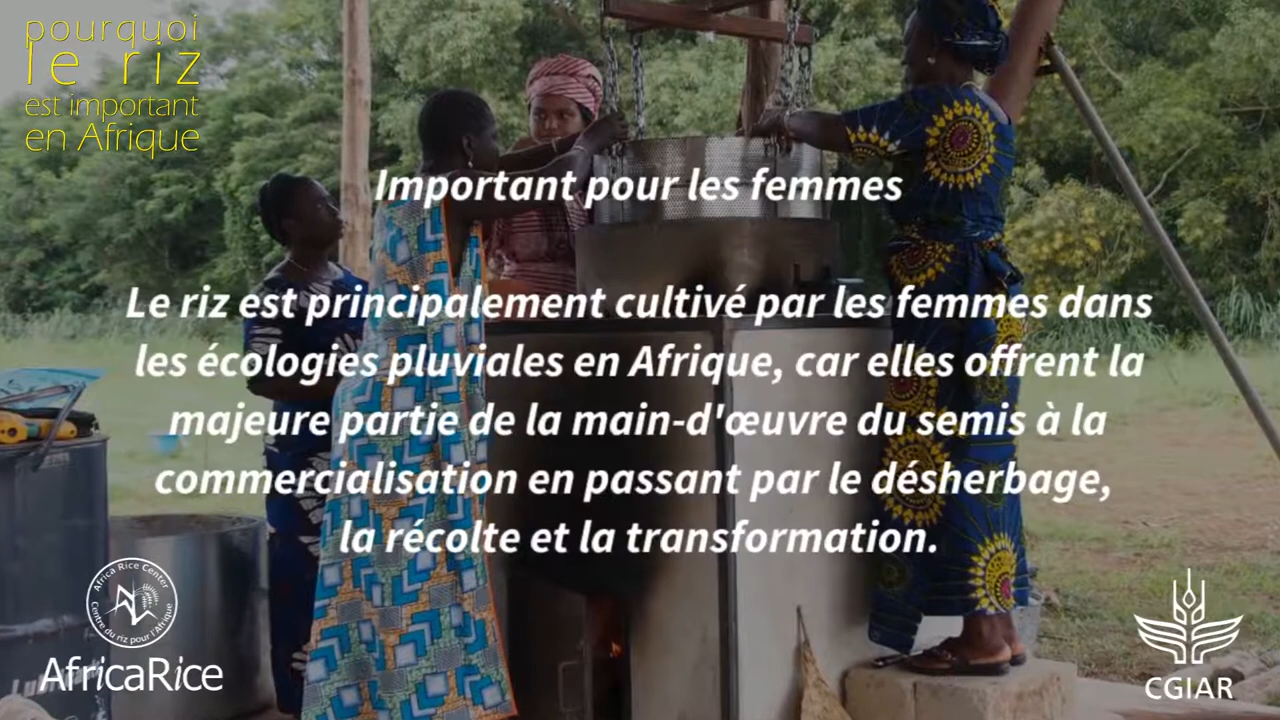 pourquoi
le riz
est important
en Afrique
Important pour les femmes
Le riz est principalement cultivé par les femmes dans
les écologies pluviales en Afrique, car elles offrent la
majeure partie de la main-d'œuvre du semis à la
commercialisation en passant par le désherbage,
la récolte et la transformation.
Africa Rice Center
Centre du riz pour l'Afrique
AfricaRice
CGIAR